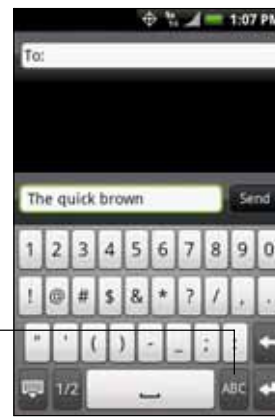 1:07 PM
To:
The quick brown
Send
1 2 3 4 5 6 7 8 9 0
! @ # $ & * ? / , .
" ' ( ) - _ ; :
1/2 ABC